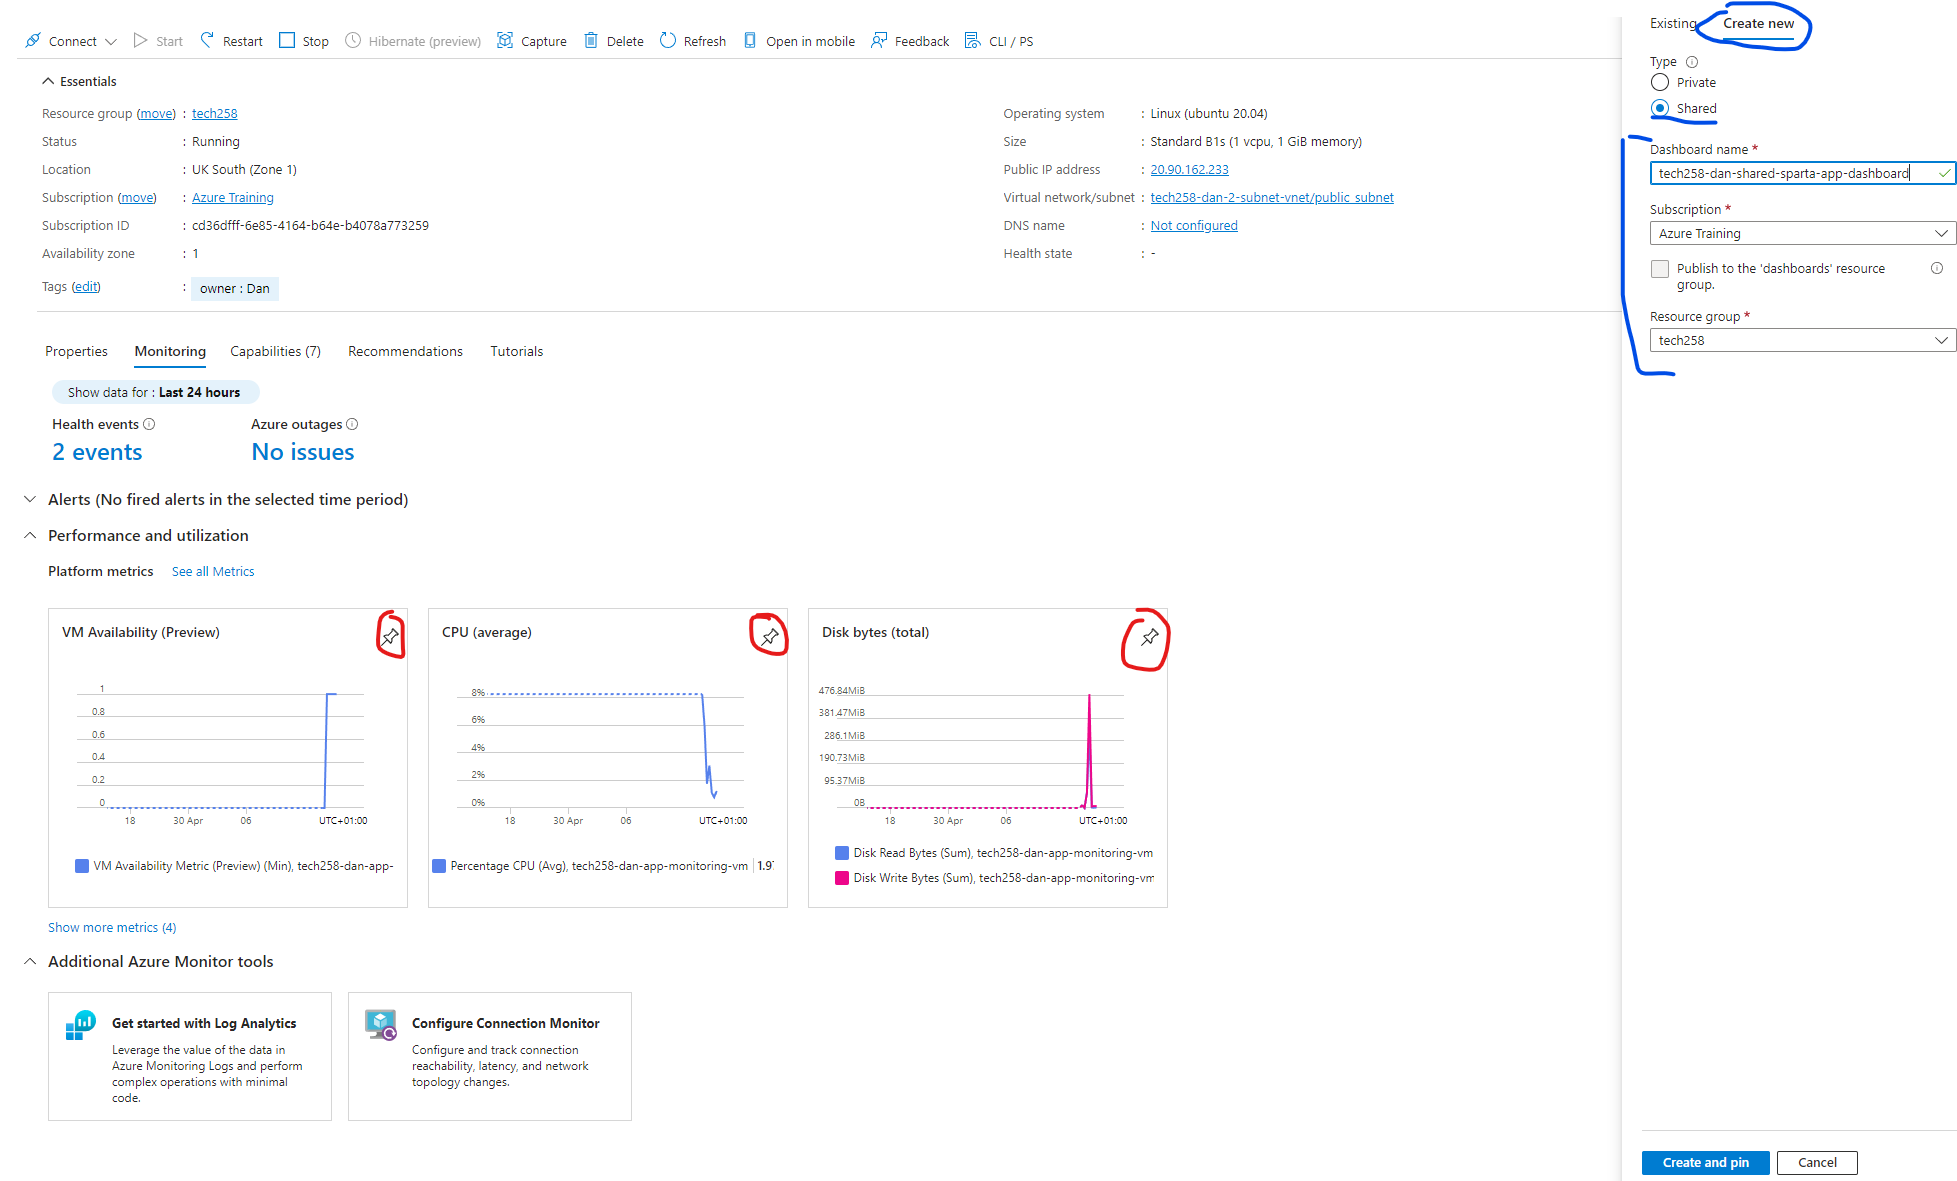 Connect
Start
Restart
Stop
Hibernate (preview)
Capture
Delete
Refresh
Open in mobile
Feedback
CLI / PS
Essentials
Resource group (move) : tech258
Status : Running
Location : UK South (Zone 1)
Subscription (move) : Azure Training
Subscription ID : cd36dfff-6e85-4164-b64e-b4078a773259
Availability zone : 1
Tags (edit) : owner : Dan
Operating system : Linux (ubuntu 20.04)
Size : Standard B1s (1 vcpu, 1 GiB memory)
Public IP address : 20.90.162.233
Virtual network/subnet : tech258-dan-2-subnet-vnet/public_subnet
DNS name : Not configured
Health state : -
Properties
Monitoring
Capabilities (7)
Recommendations
Tutorials
Show data for : Last 24 hours
Health events
2 events
Azure outages
No issues
Alerts (No fired alerts in the selected time period)
Performance and utilization
Platform metrics
See all Metrics
VM Availability (Preview)
1
0.8
0.6
0.4
0.2
0
18
30 Apr
06
UTC+01:00
VM Availability Metric (Preview) (Min), tech258-dan-app-
CPU (average)
8%
6%
4%
2%
0%
18
30 Apr
06
UTC+01:00
Percentage CPU (Avg), tech258-dan-app-monitoring-vm
Disk bytes (total)
476.84MiB
381.47MiB
286.1MiB
190.73MiB
95.37MiB
0B
18
30 Apr
06
UTC+01:00
Disk Read Bytes (Sum), tech258-dan-app-monitoring-vm
Disk Write Bytes (Sum), tech258-dan-app-monitoring-vm
Show more metrics (4)
Additional Azure Monitor tools
Get started with Log Analytics
Leverage the value of the data in
Azure Monitoring Logs and perform
complex operations with minimal
code.
Configure Connection Monitor
Configure and track connection
reachability, latency, and network
topology changes.
Existing
Create new
Type
Private
Shared
Dashboard name *
tech258-dan-shared-sparta-app-dashboard
Subscription *
Azure Training
Publish to the 'dashboards' resource
group.
Resource group *
tech258
Create and pin
Cancel